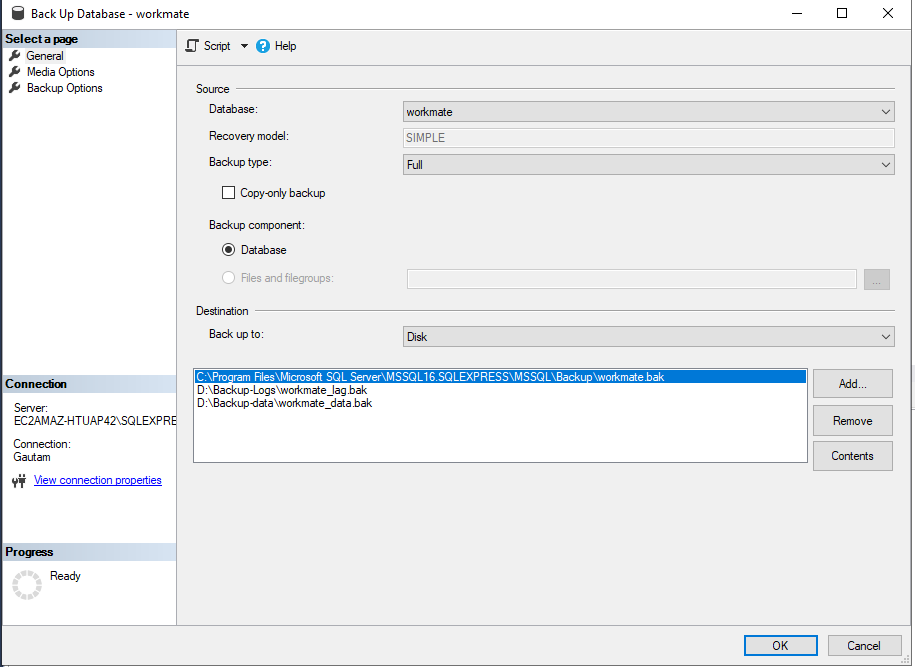 Back Up Database - workmate
Select a page
General
Media Options
Backup Options
Script
Help
Source
Database:
workmate
Recovery model:
SIMPLE
Backup type:
Full
Copy-only backup
Backup component:
Database
Files and filegroups:
...
Destination
Back up to:
Disk
C:\Program Files\Microsoft SQL Server\MSSQL16.SQLEXPRESS\MSSQL\Backup\workmate.bak
D:\Backup-Logs\workmate_lag.bak
D:\Backup-data\workmate_data.bak
Add...
Remove
Contents
Connection
Server:
EC2AMAZ-HTUAP42\SQLEXPRE
Connection:
Gautam
View connection properties
Progress
Ready
OK
Cancel